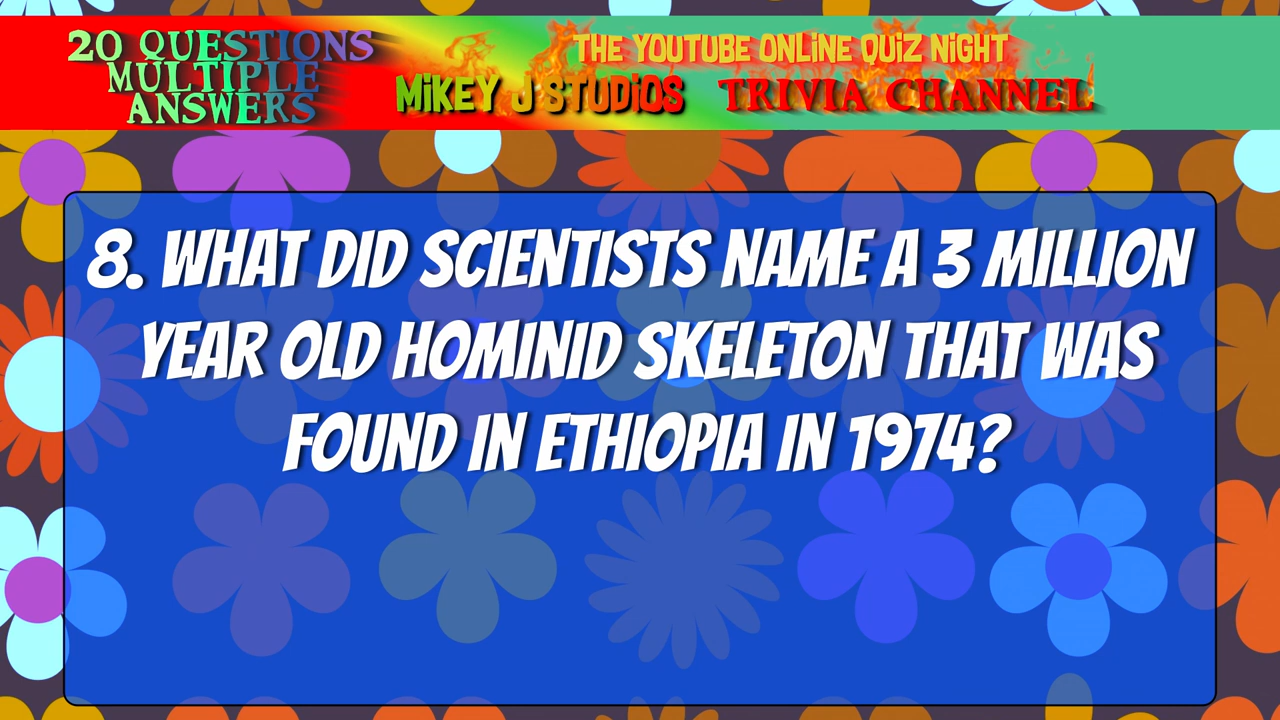 20 QUESTIONS
MULTIPLE
ANSWERS
THE YOUTUBE ONLINE QUIZ NIGHT
MIKEY J STUDIOS TRIVIA CHANNEL
8. WHAT DID SCIENTISTS NAME A 3 MILLION
YEAR OLD HOMINID SKELETON THAT WAS
FOUND IN ETHIOPIA IN 1974?